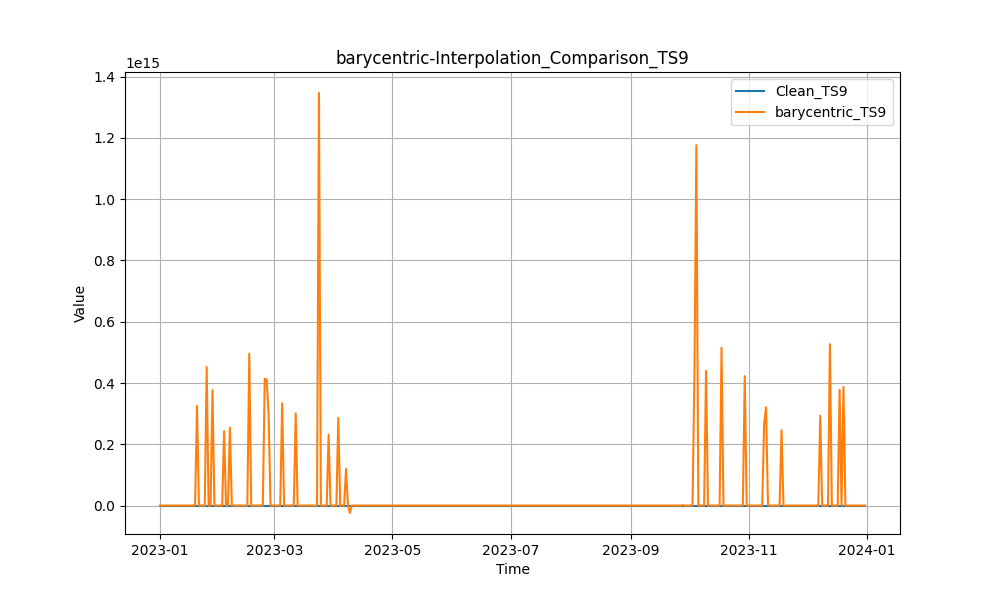 barycentric-Interpolation_Comparison_TS9
1e15
1.4
1.2
1.0
0.8
0.6
0.4
0.2
0.0
Value
Clean_TS9
barycentric_TS9
2023-01 2023-03 2023-05 2023-07 2023-09 2023-11 2024-01
Time